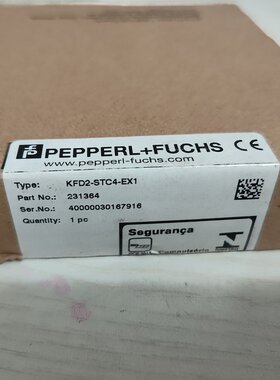 PEPPERL+FUCHS CE
www.pepperl-fuchs.com
Type: KFD2-STC4-EX1
Part No.: 231364
Ser.No.: 40000030167916
Quantity: 1 pc
Segurança